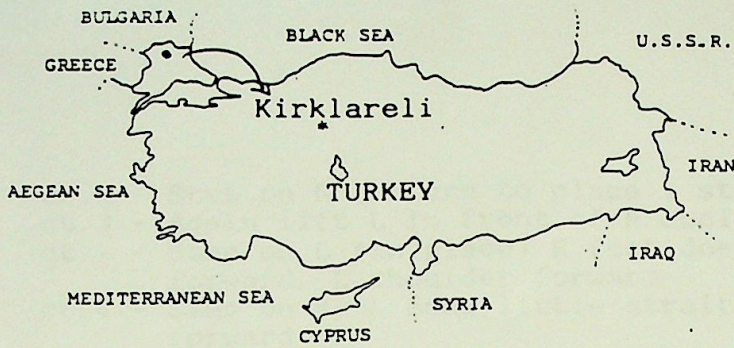 BULGARIA
BLACK SEA
U.S.S.R.
GREECE
Kirklareli
*
IRAN
AEGEAN SEA
TURKEY
IRAQ
MEDITERRANEAN SEA
SYRIA
CYPRUS